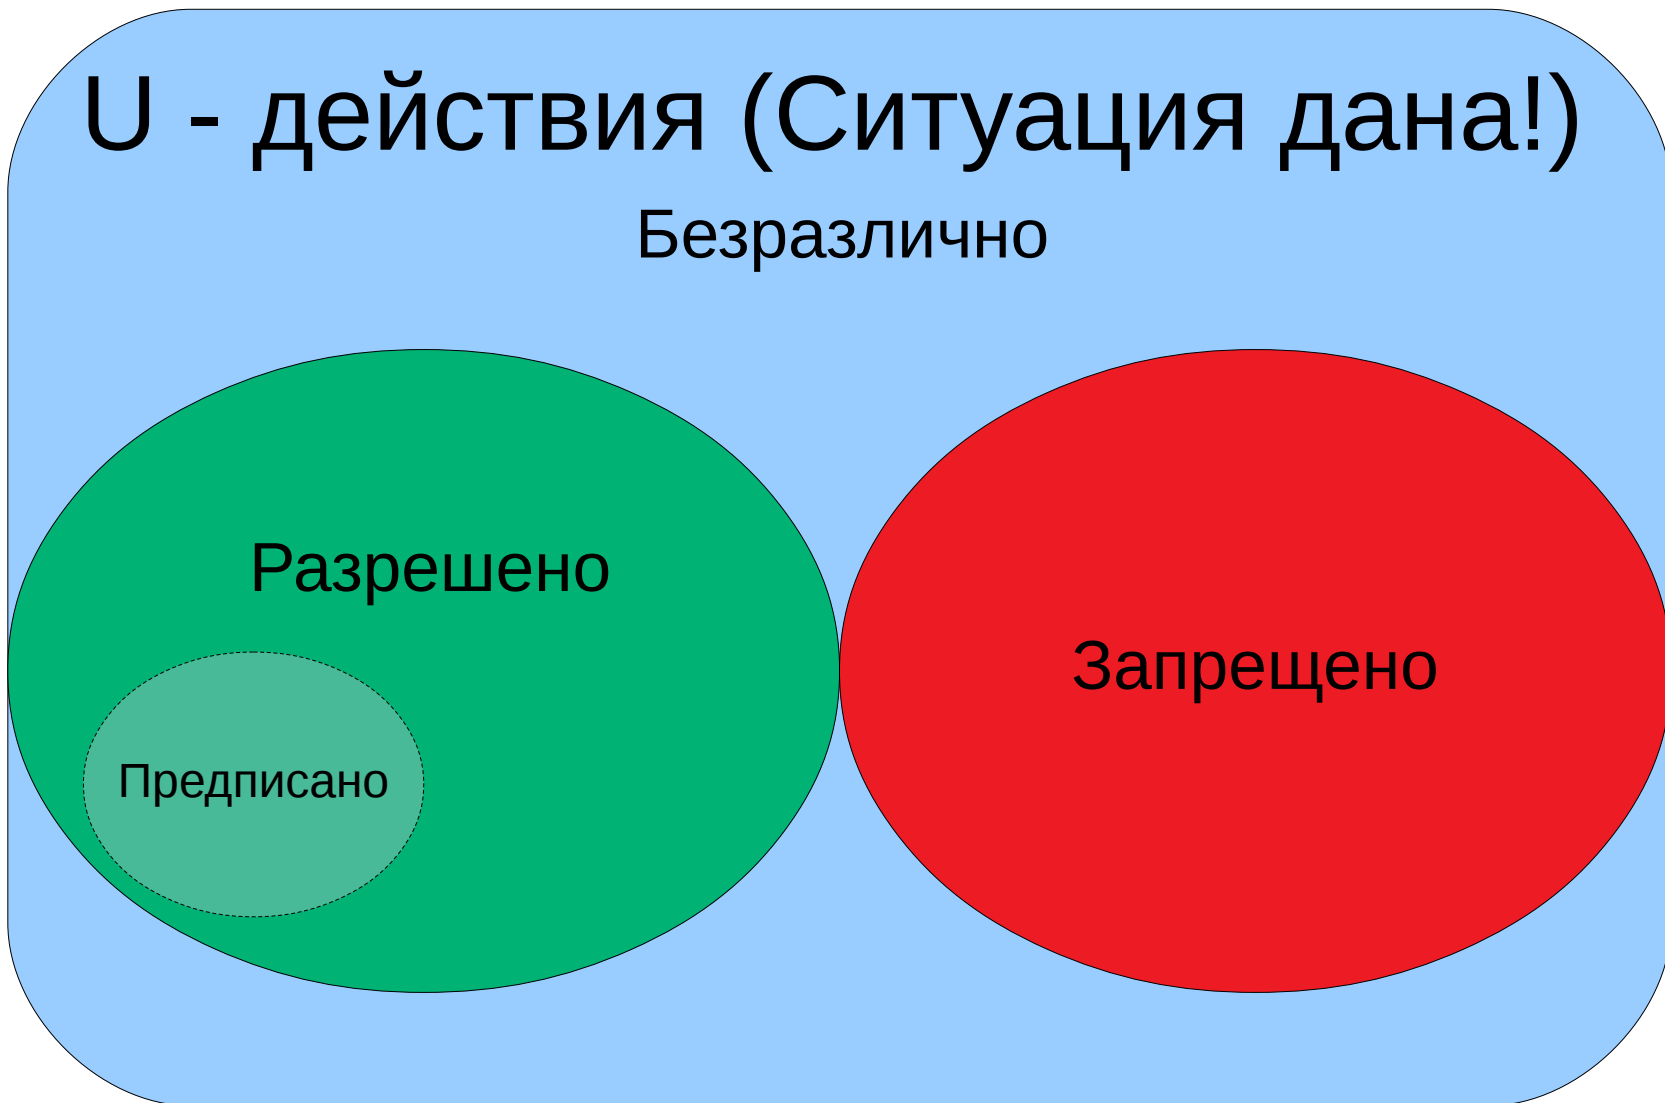 U - действия (Ситуация дана!)
Безразлично
Разрешено
Запрещено
Предписано